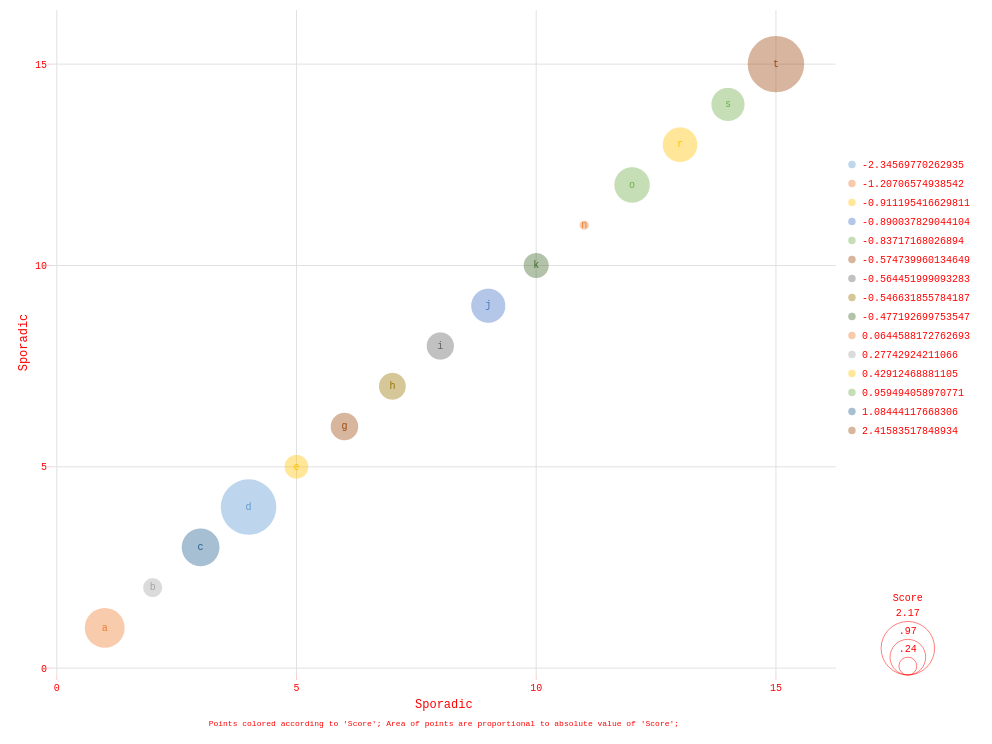 15
10
5
0
Sporadic
t
s
r
o
n
k
j
i
h
g
e
d
c
b
a
0 5 10 15
Sporadic
Points colored according to 'Score'; Area of points are proportional to absolute value of 'Score';
-2.34569770262935
-1.20706574938542
-0.911195416629811
-0.890037829044104
-0.83717168026894
-0.574739960134649
-0.564451999093283
-0.546631855784187
-0.477192699753547
0.0644588172762693
0.27742924211066
0.42912468881105
0.959494058970771
1.08444117668306
2.41583517848934
Score
2.17
.97
.24